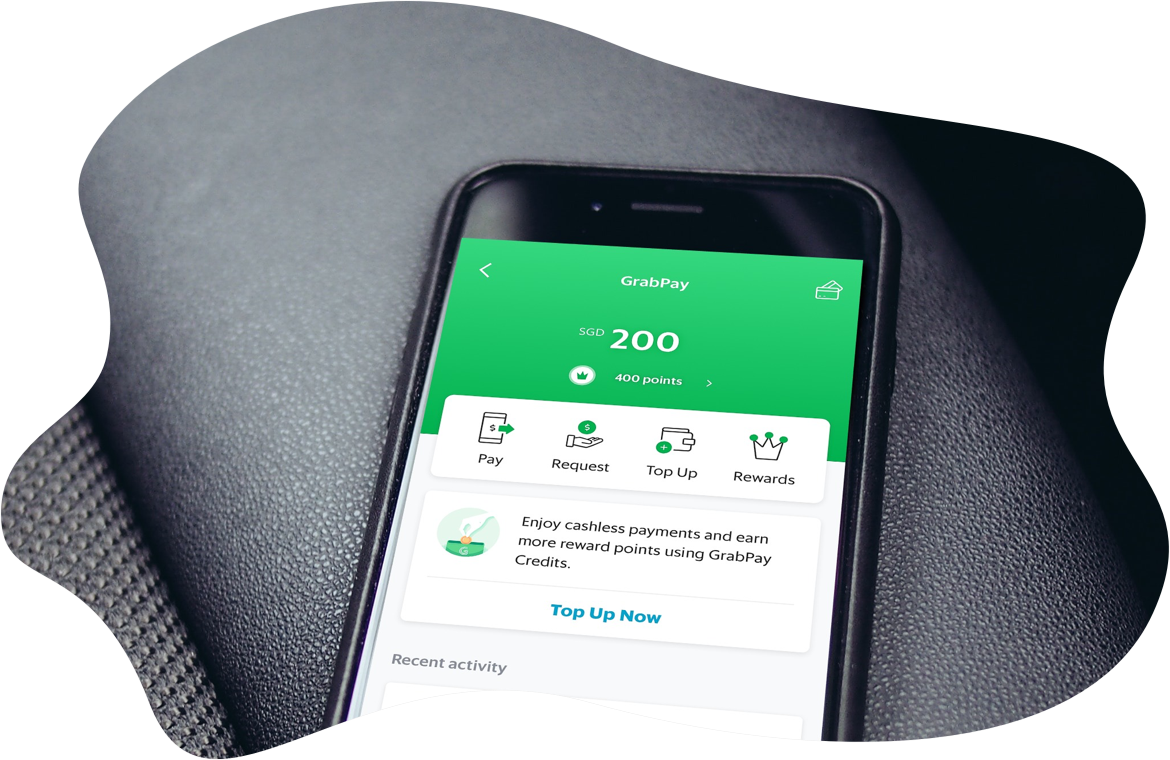 GrabPay
SGD 200
400 points
Pay
Request
Top Up
Rewards
Enjoy cashless payments and earn
more reward points using GrabPay
Credits.
Top Up Now
Recent activity